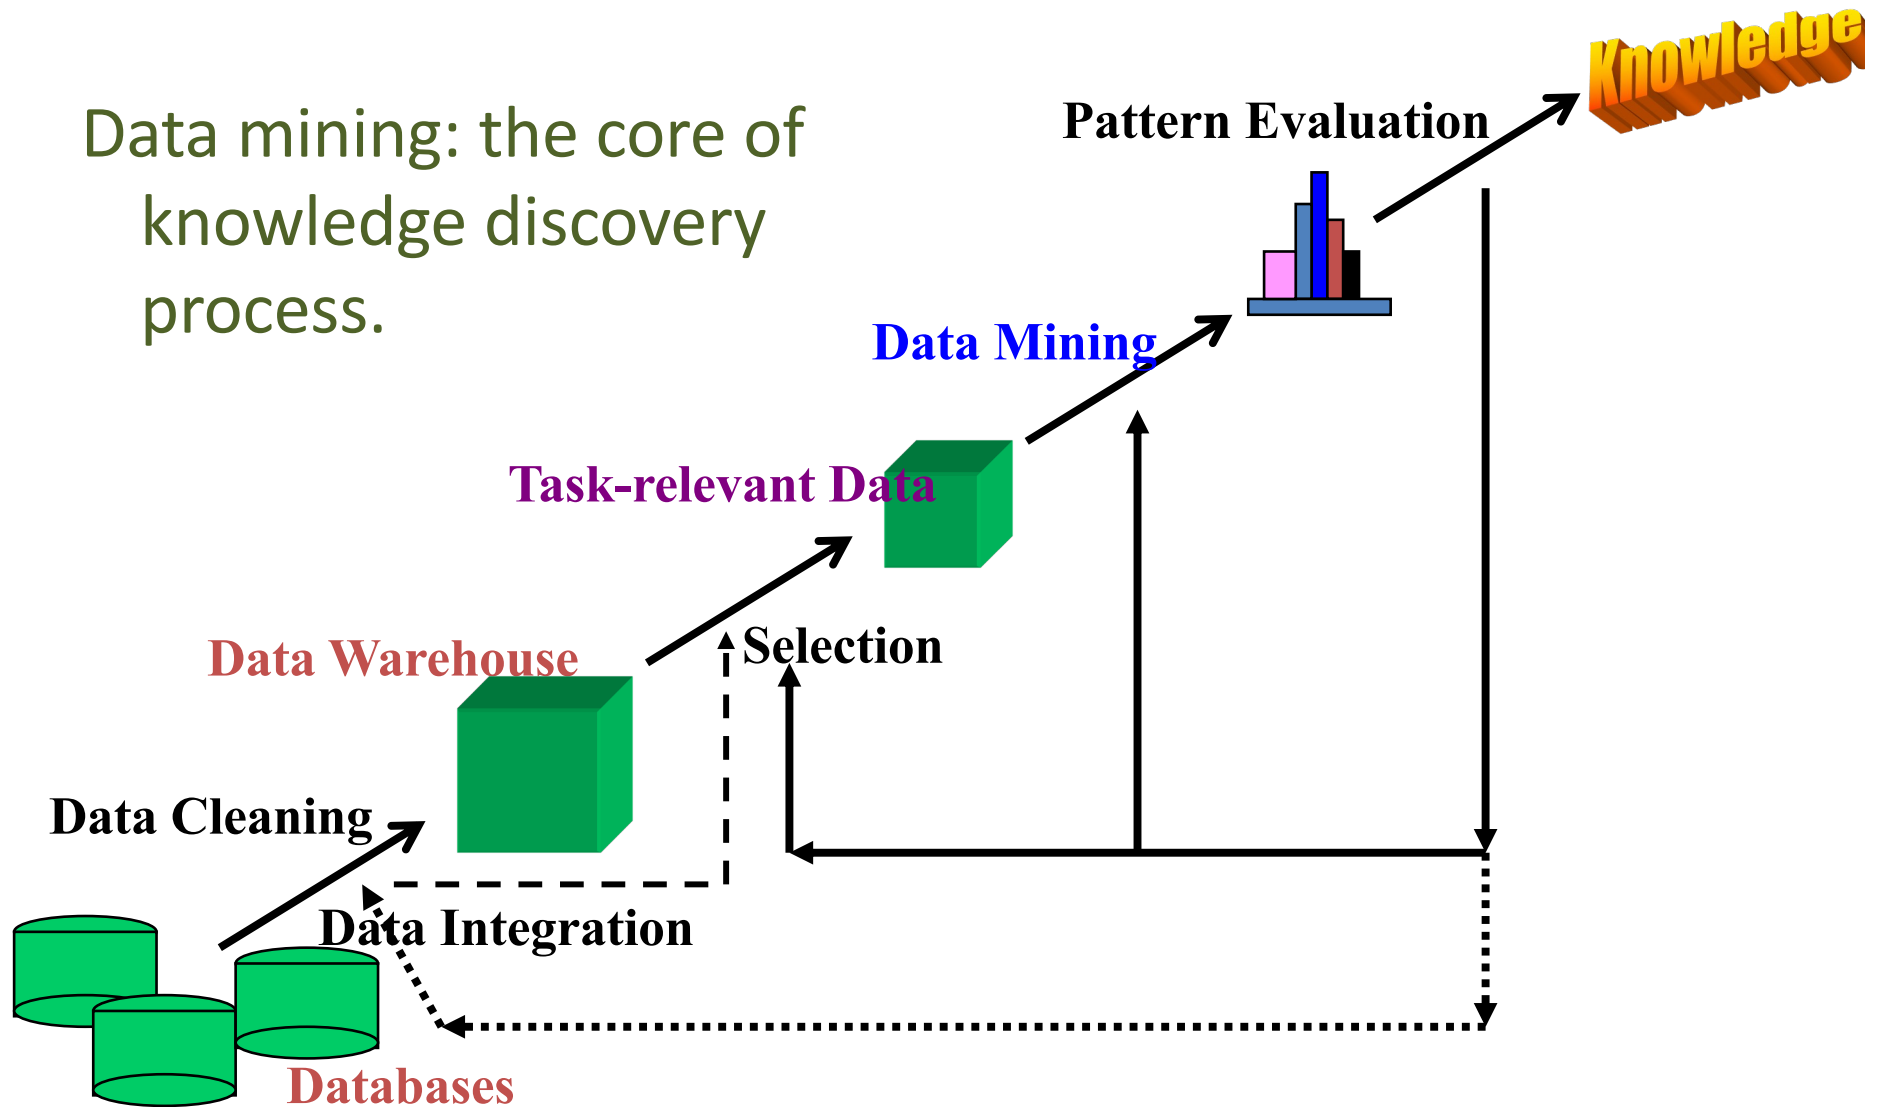 Knowledge
Data mining: the core of
knowledge discovery
process.
Pattern Evaluation
Data Mining
Task-relevant Data
Selection
Data Warehouse
Data Cleaning
Data Integration
Databases